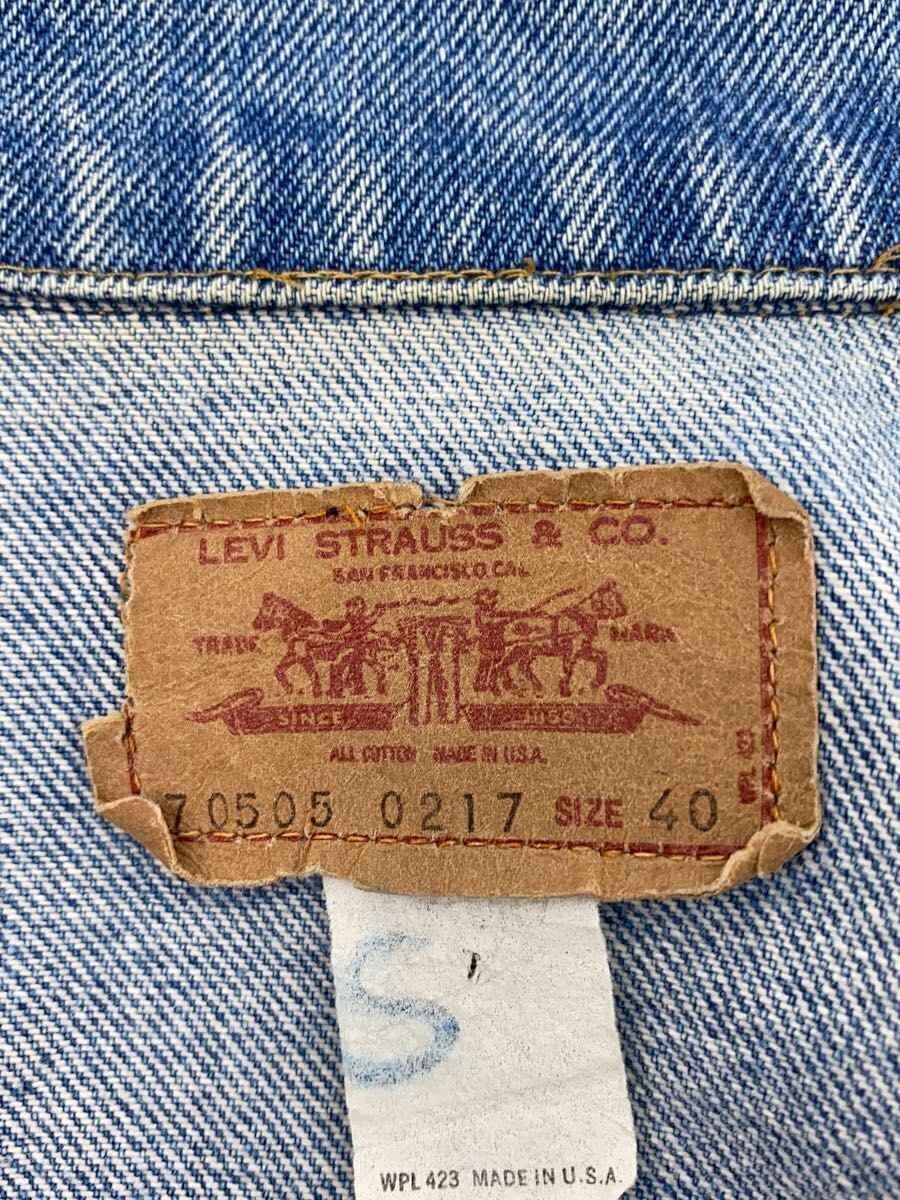 LEVI STRAUSS & CO.
SAN FRANCISCO, CAL
TRADE MARK
SINCE
ALL COTTON MADE IN U.S.A.
70505 0217 SIZE 40
S
WPL 423 MADE IN U.S.A.